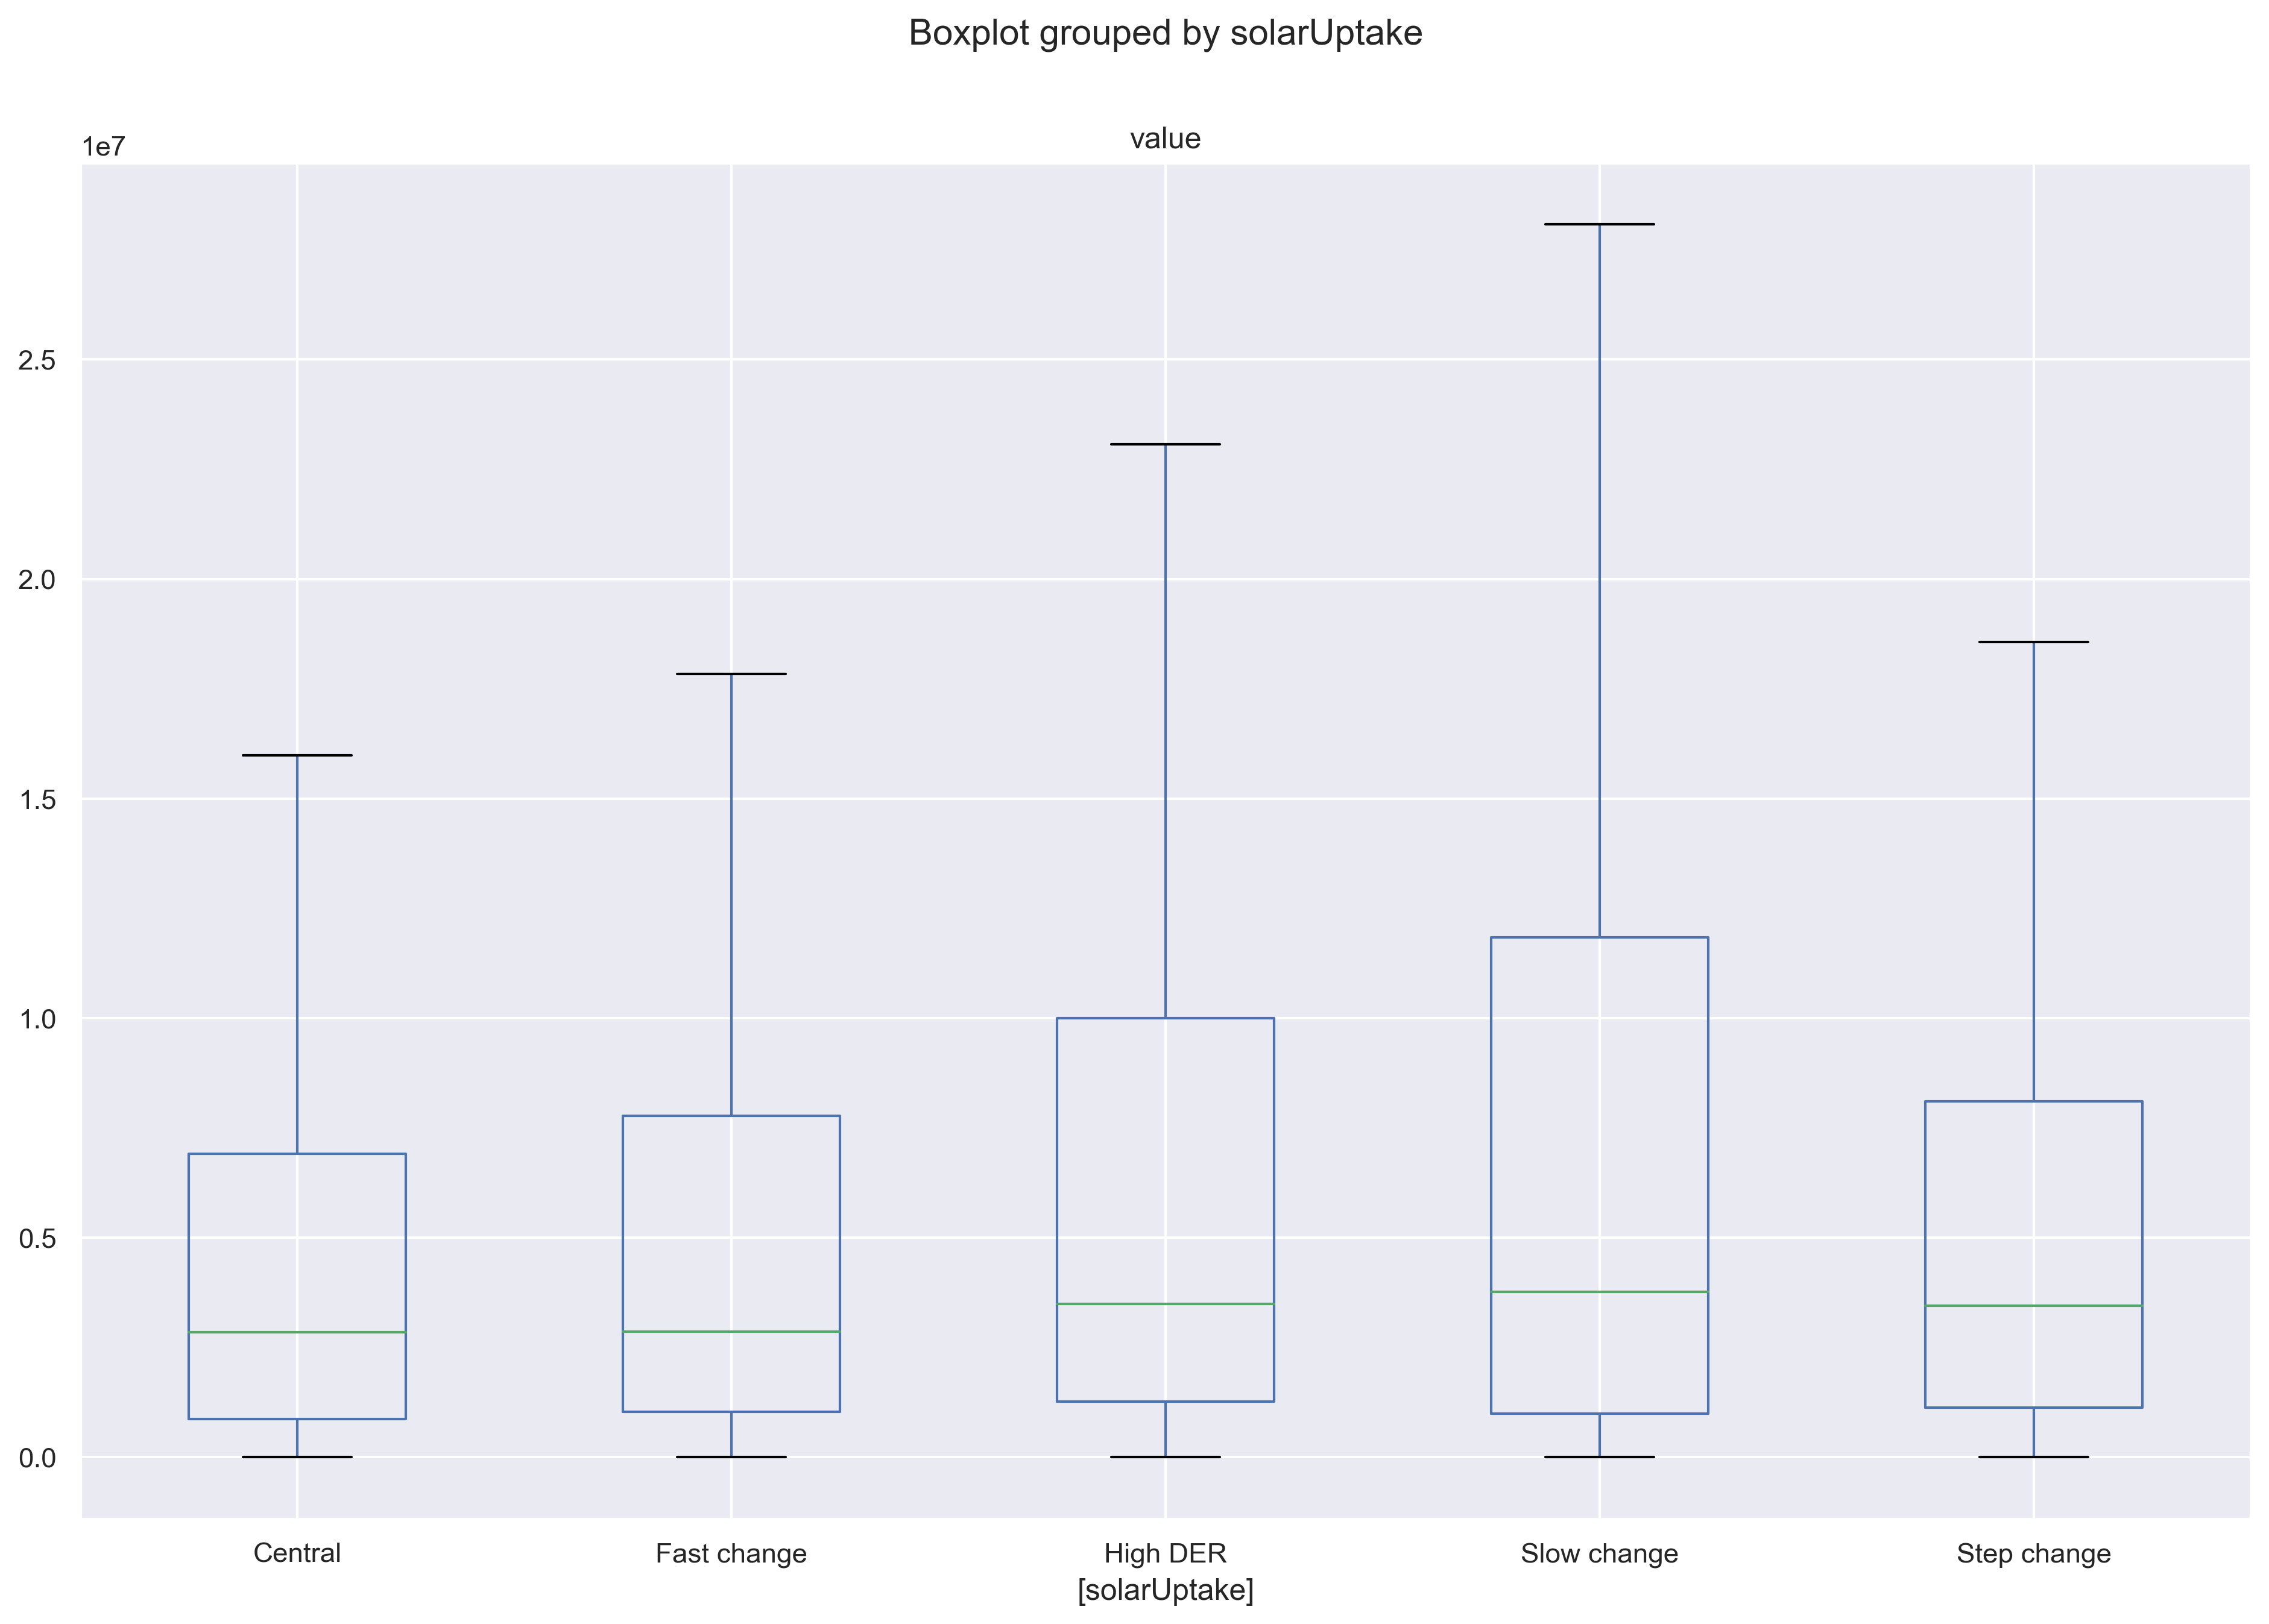 Boxplot grouped by solarUptake
value
1e7
2.5
2.0
1.5
1.0
0.5
0.0
Central Fast change High DER Slow change Step change
[solarUptake]